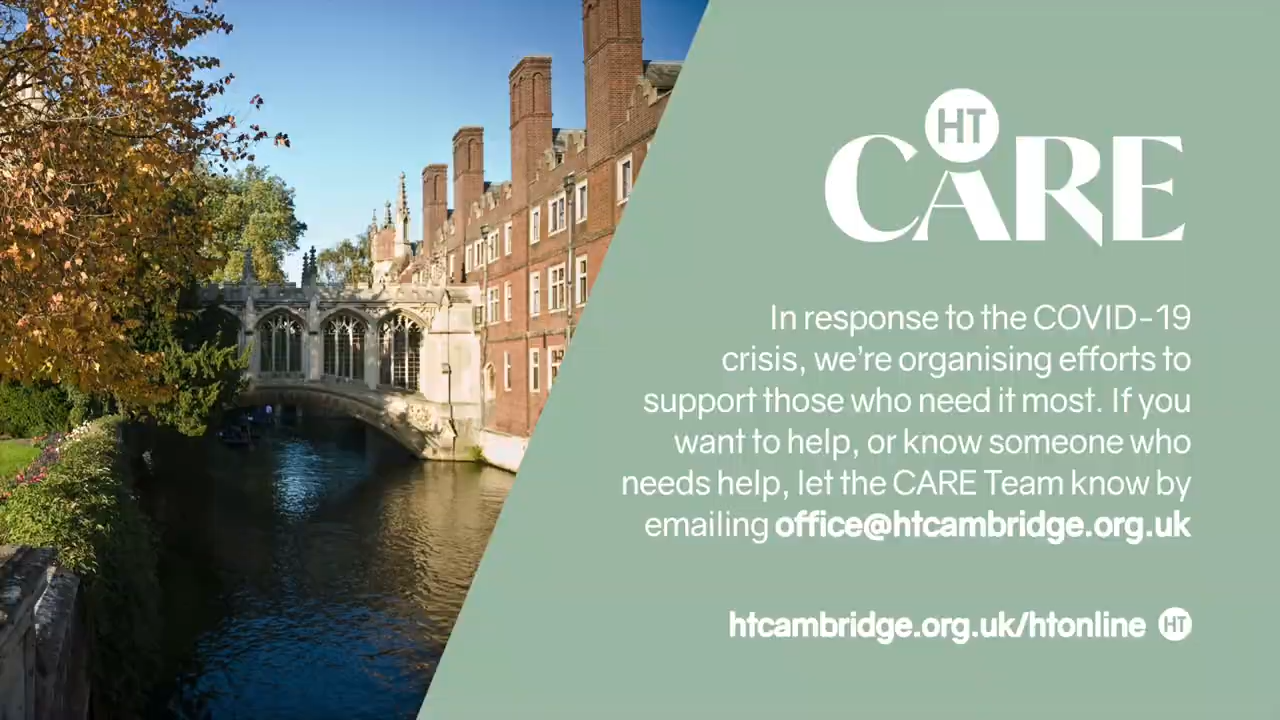 HT
CARE
In response to the COVID-19
crisis, we're organising efforts to
support those who need it most. If you
want to help, or know someone who
needs help, let the CARE Team know by
emailing office@htcambridge.org.uk
htcambridge.org.uk/htonline HT